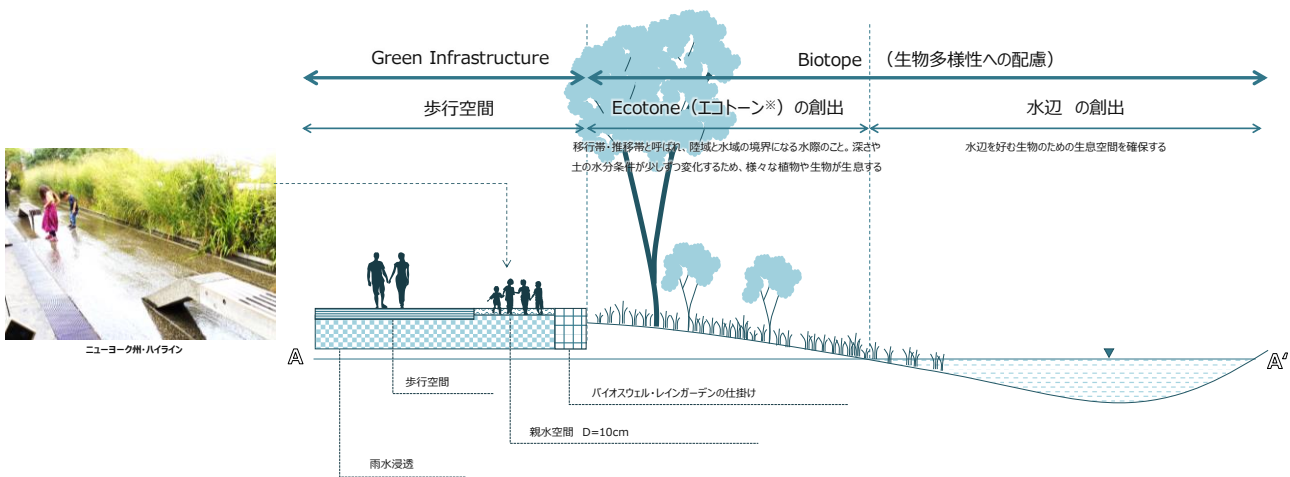 Green Infrastructure
Biotope （生物多様性への配慮）
歩行空間
Ecotone（エコトーン※）の創出
水辺 の創出
移行帯・推移帯と呼ばれ、陸域と水域の境界になる水際のこと。深さや
土の水分条件が少しずつ変化するため、様々な植物や生物が生息する
水辺を好む生物のための生息空間を確保する
ニューヨーク州・ハイライン
A
A'
歩行空間
バイオスウェル・レインガーデンの仕掛け
親水空間 D=10cm
雨水浸透